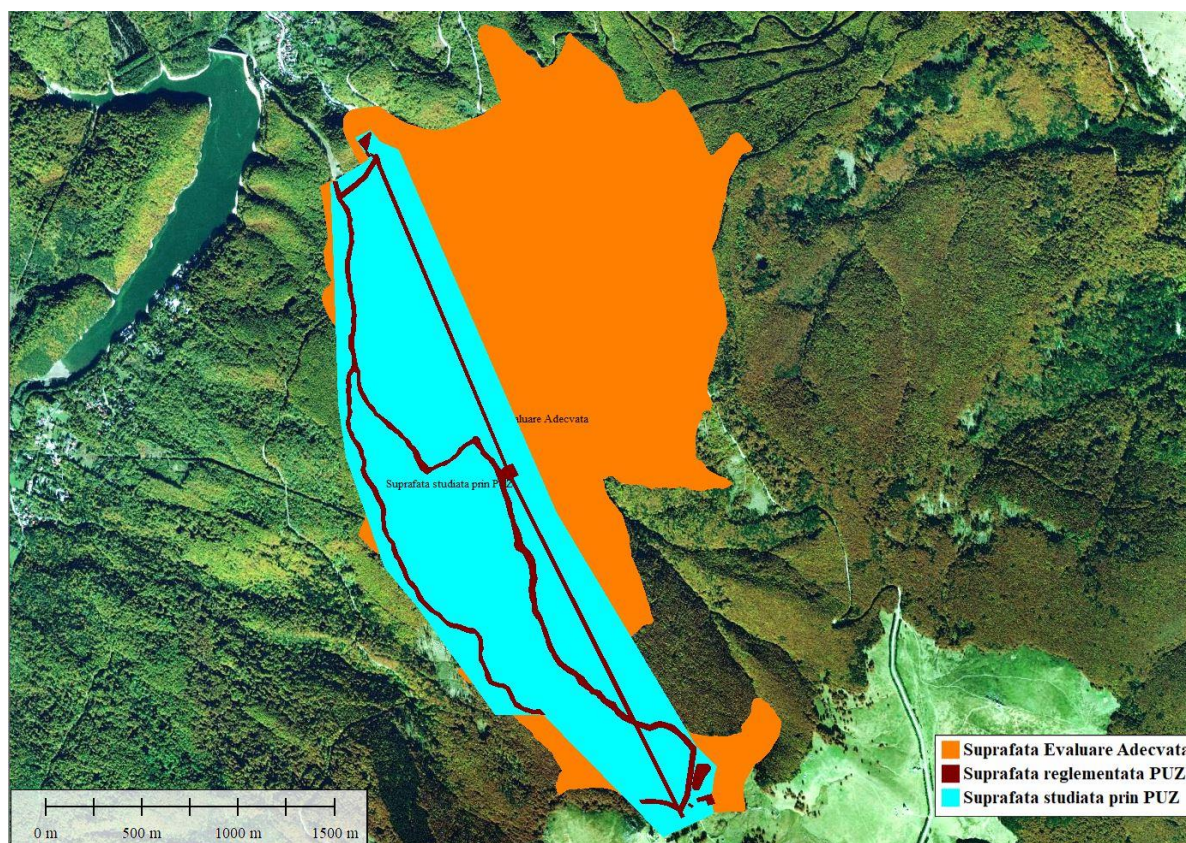 aluare Adecvata
Suprafata studiata prin PUZ
Suprafata Evaluare Adecvata
Suprafata reglementata PUZ
Suprafata studiata prin PUZ
0 m 500 m 1000 m 1500 m